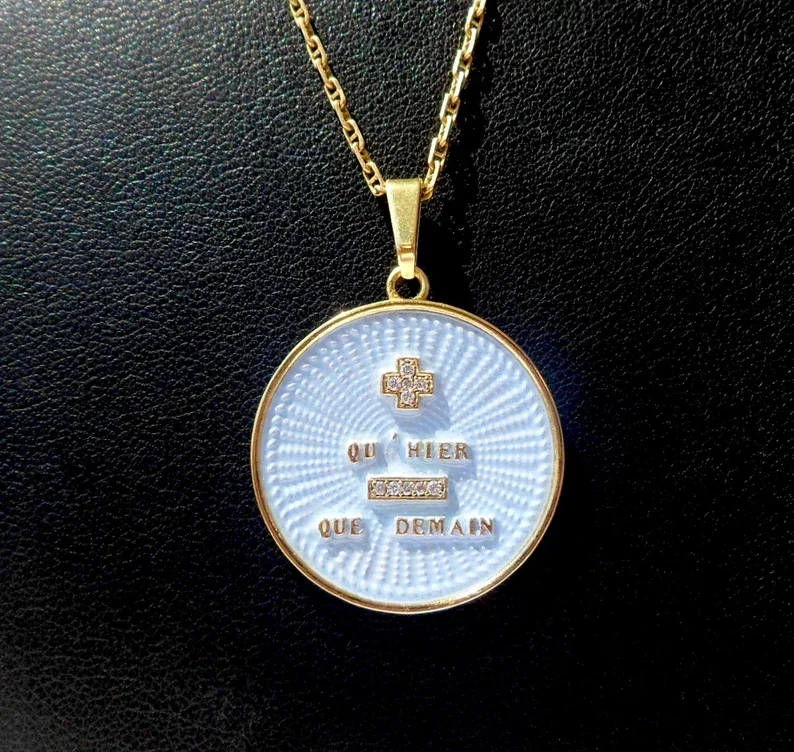 +
QU'HIER
-
QUE DEMAIN